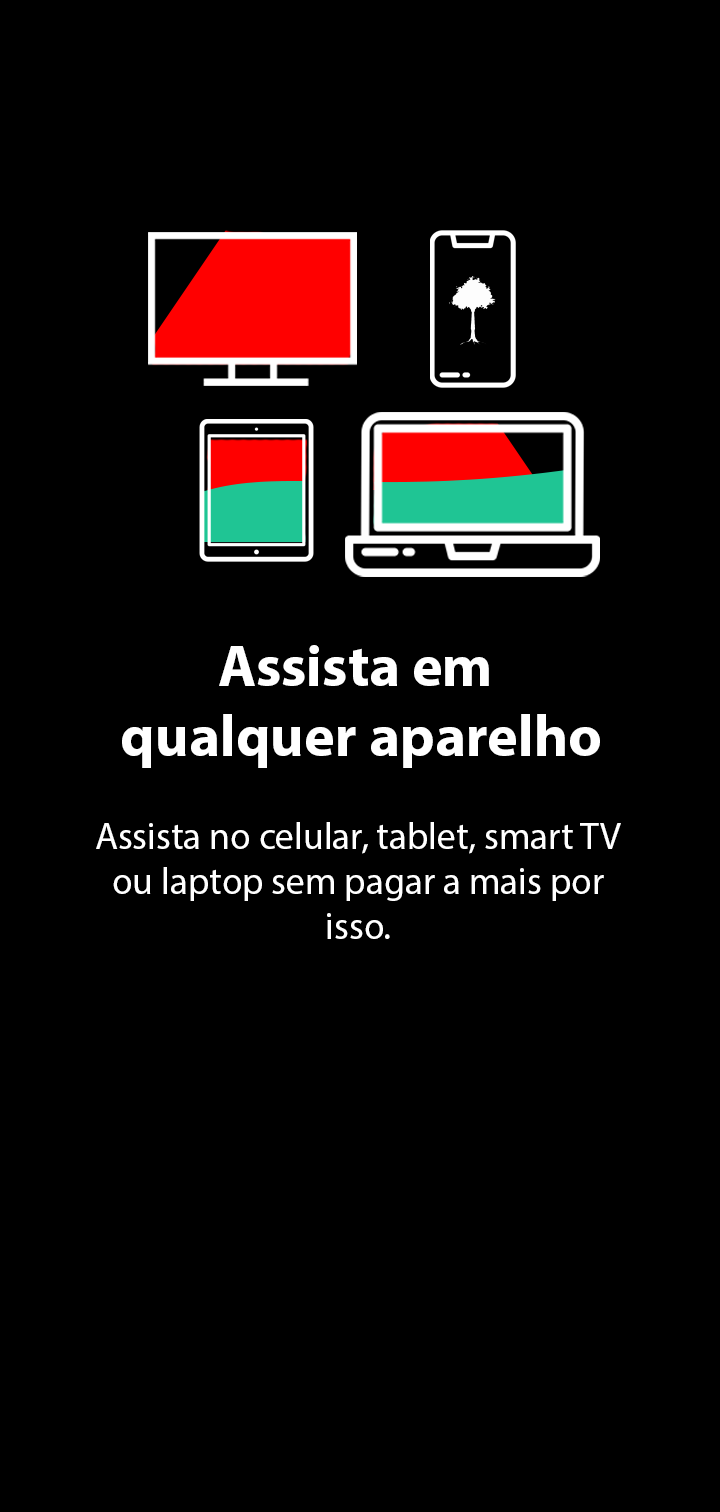 Assista em
qualquer aparelho
Assista no celular, tablet, smart TV
ou laptop sem pagar a mais por
isso.